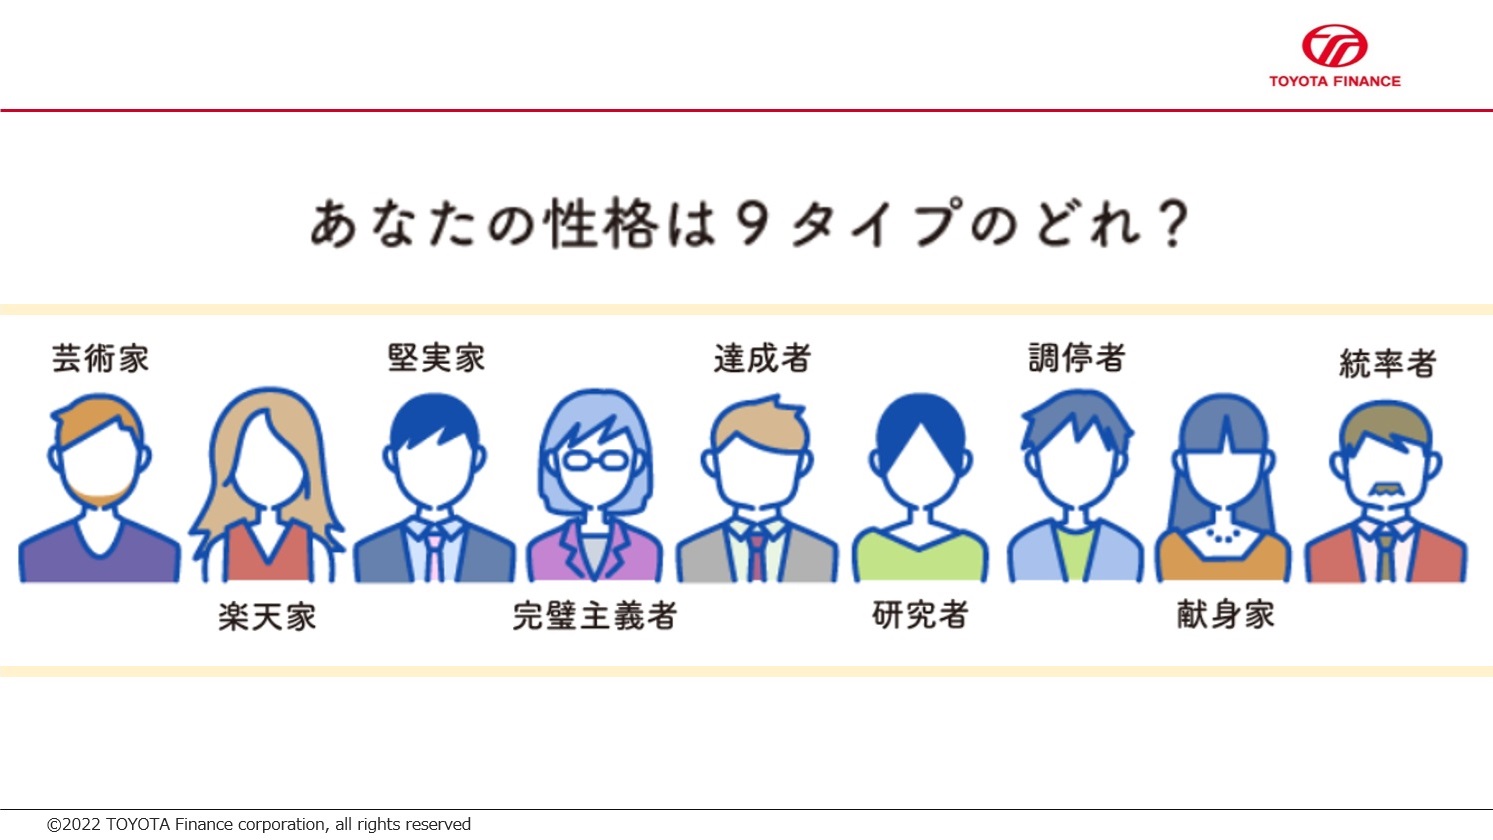 TOYOTA FINANCE
あなたの性格は9タイプのどれ？
芸術家
楽天家
堅実家
完璧主義者
達成者
研究者
調停者
献身家
統率者
©2022 TOYOTA Finance corporation, all rights reserved